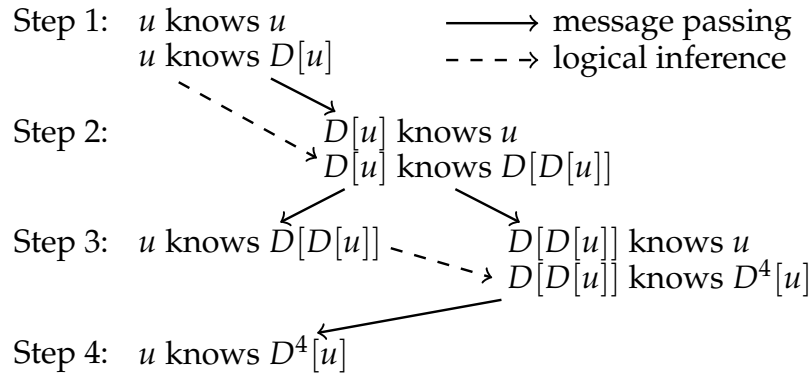 Step 1: u knows u
message passing
u knows D[u]
logical inference
Step 2: D[u] knows u
D[u] knows D[D[u]]
Step 3: u knows D[D[u]]
D[D[u]] knows u
D[D[u]] knows D⁴[u]
Step 4: u knows D⁴[u]